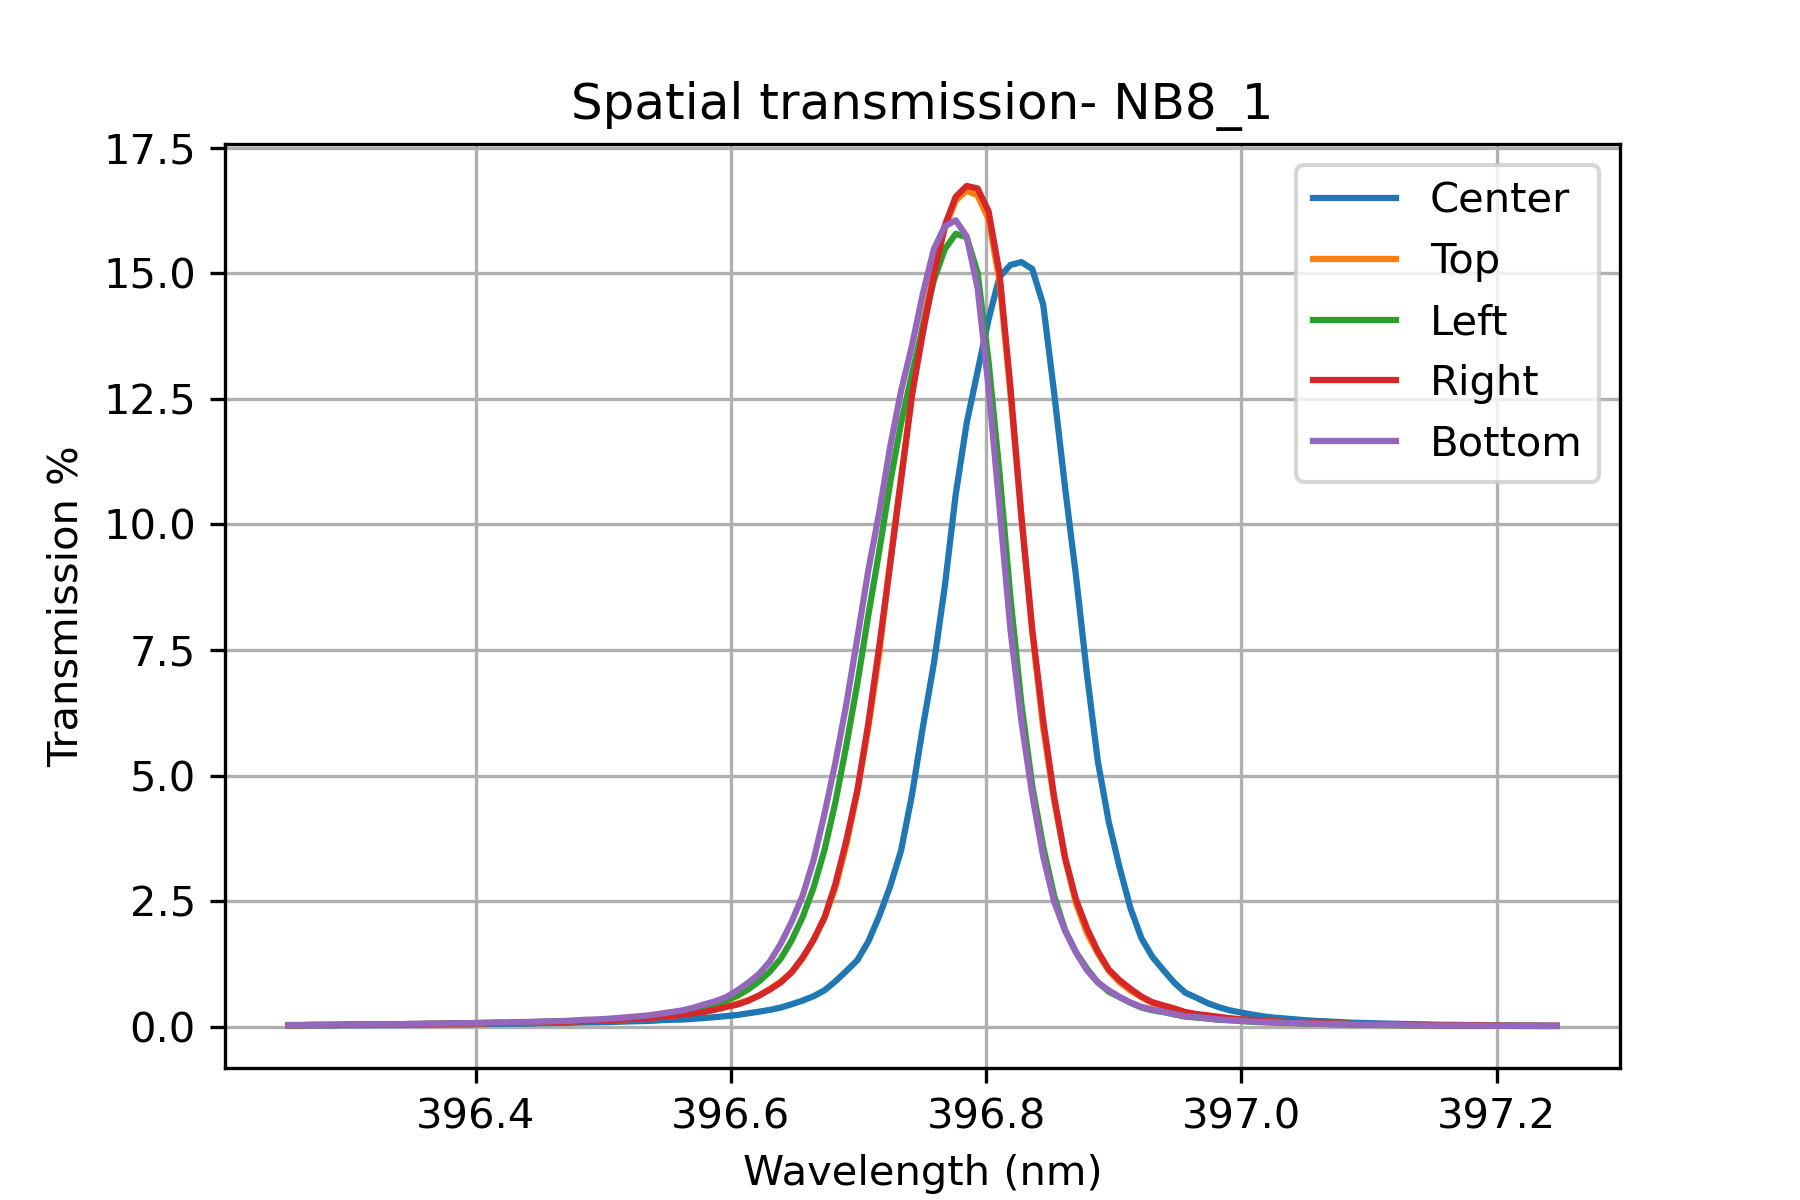 Spatial transmission- NB8_1
17.5
15.0
12.5
10.0
7.5
5.0
2.5
0.0
Transmission %
Center
Top
Left
Right
Bottom
396.4 396.6 396.8 397.0 397.2
Wavelength (nm)